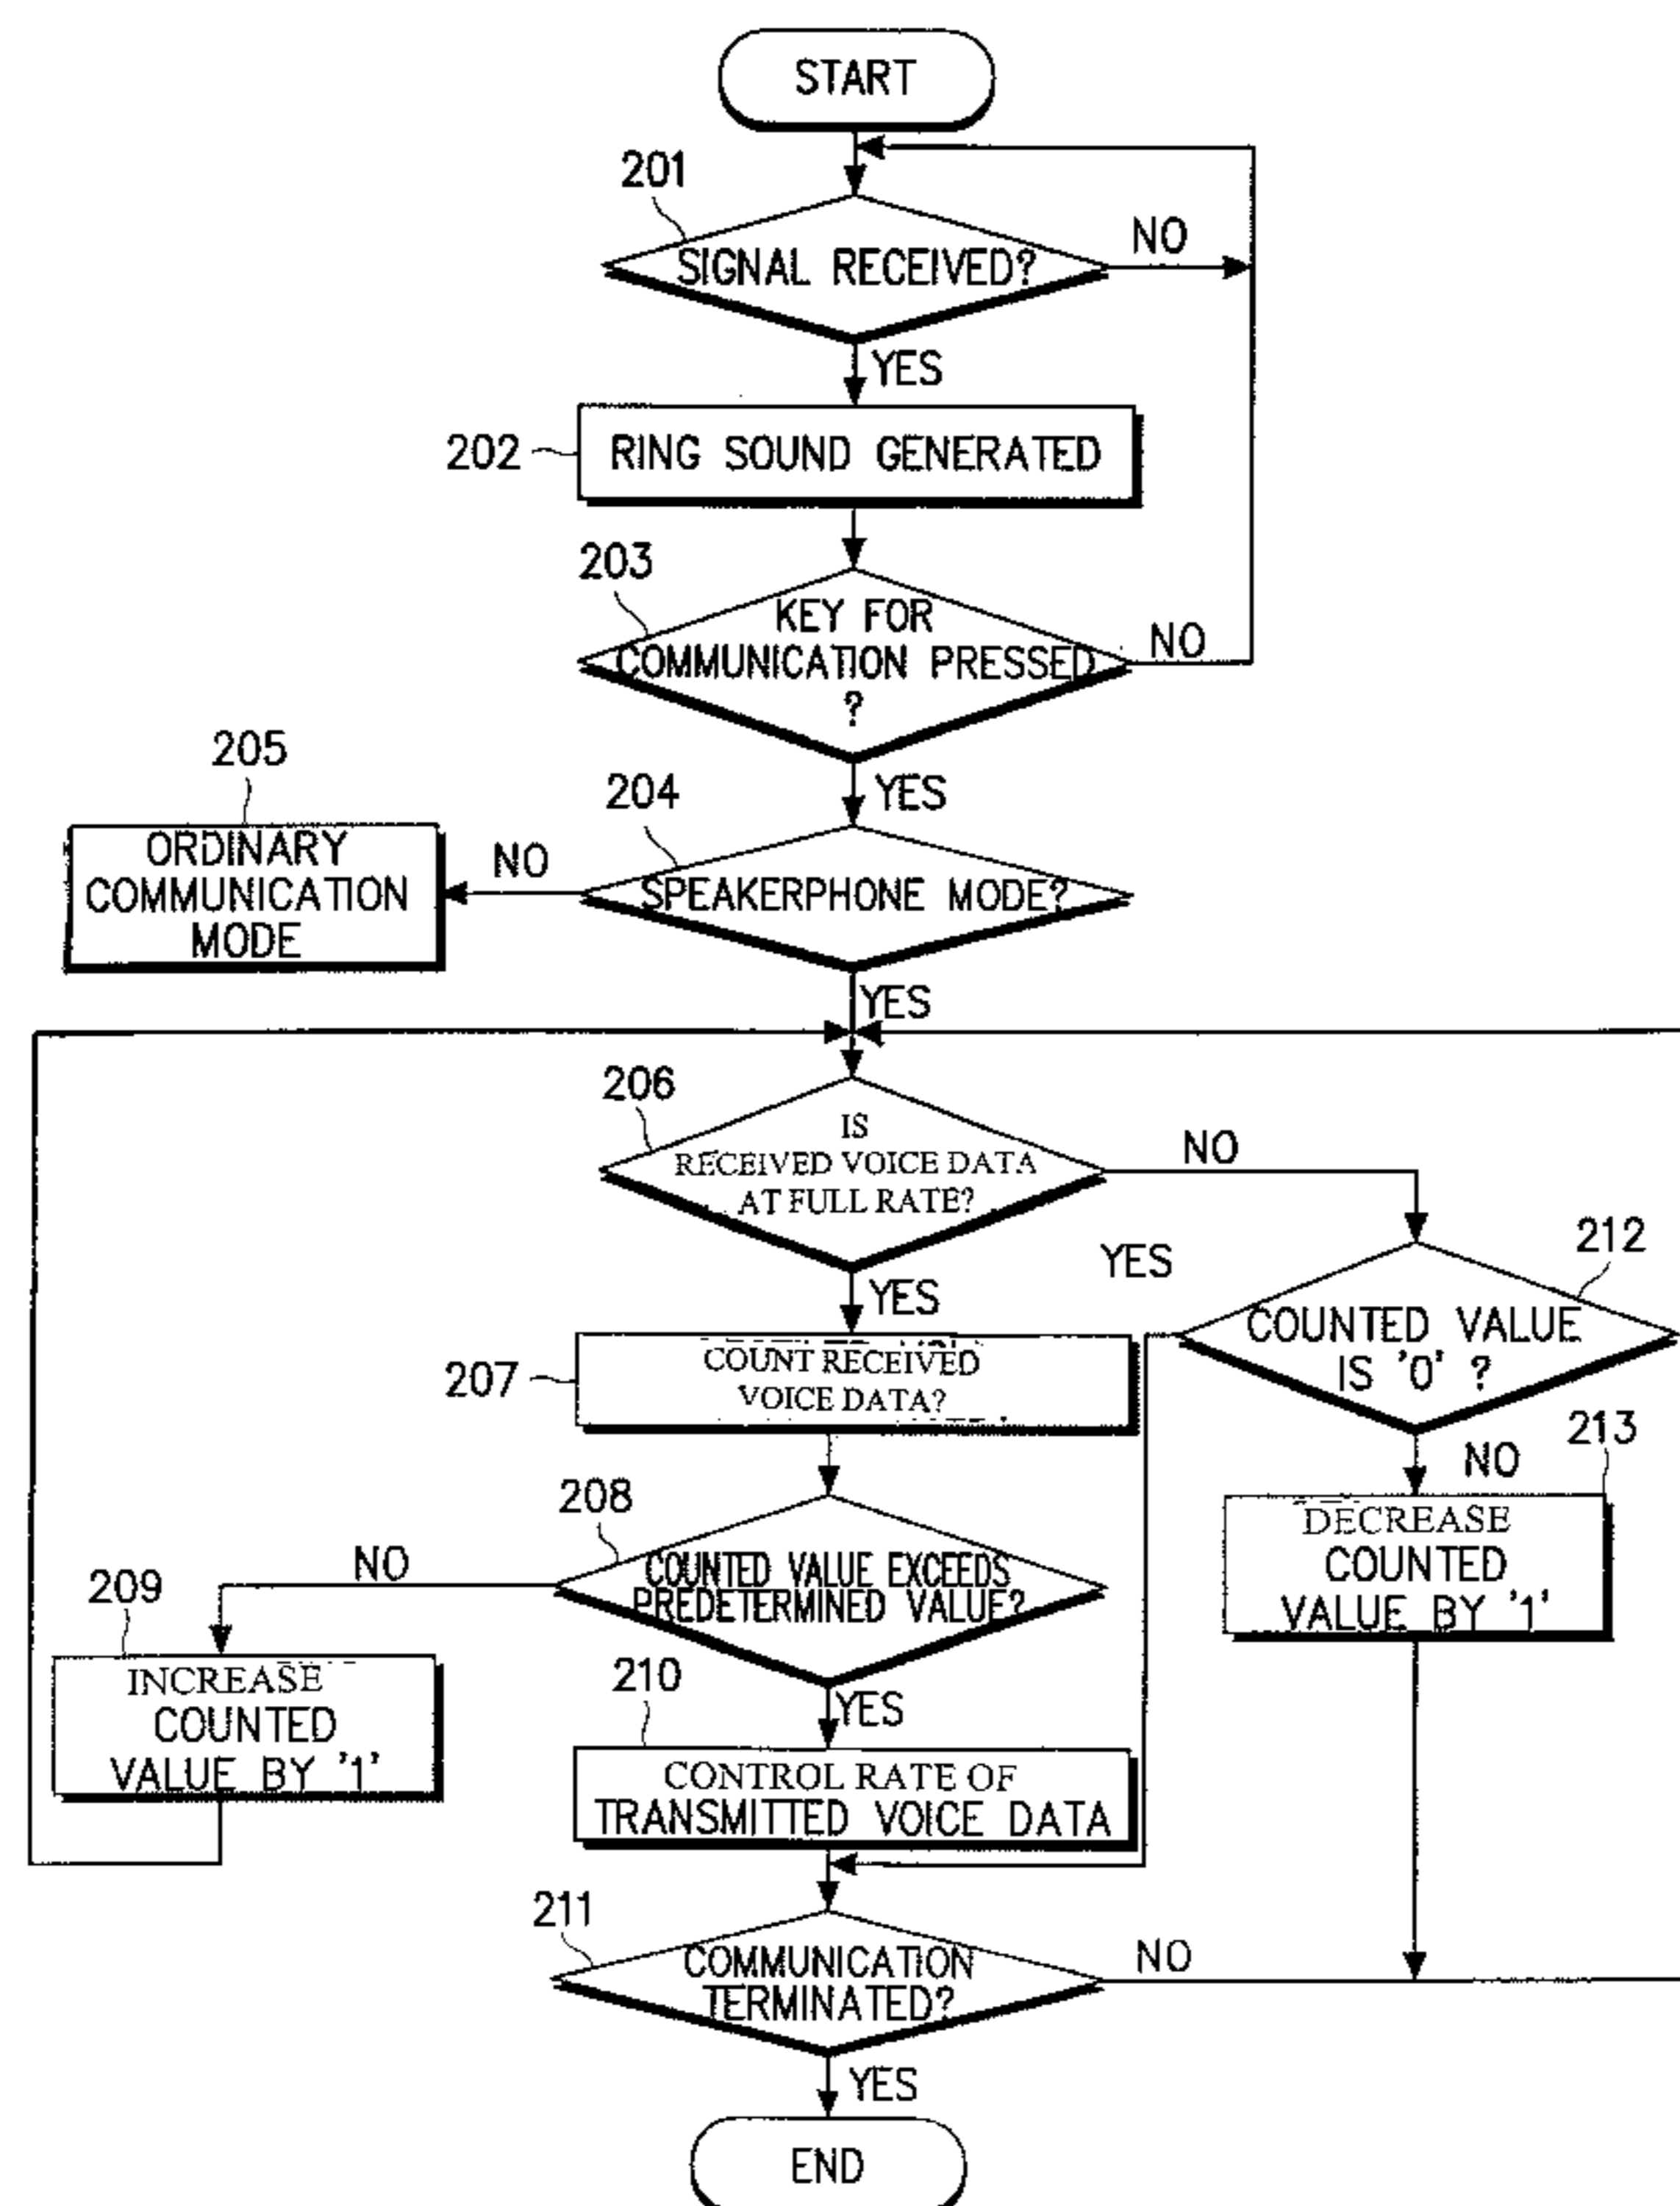 START
201
SIGNAL RECEIVED?
NO
YES
202
RING SOUND GENERATED
203
KEY FOR
COMMUNICATION PRESSED
?
NO
YES
205
ORDINARY
COMMUNICATION
MODE
NO
204
SPEAKERPHONE MODE?
YES
206
IS
RECEIVED VOICE DATA
AT FULL RATE?
NO
YES
YES
212
COUNTED VALUE
IS '0' ?
207
COUNT RECEIVED
VOICE DATA?
NO
213
DECREASE
COUNTED
VALUE BY '1'
208
COUNTED VALUE EXCEEDS
PREDETERMINED VALUE?
NO
209
INCREASE
COUNTED
VALUE BY '1'
YES
210
CONTROL RATE OF
TRANSMITTED VOICE DATA
211
COMMUNICATION
TERMINATED?
NO
YES
END